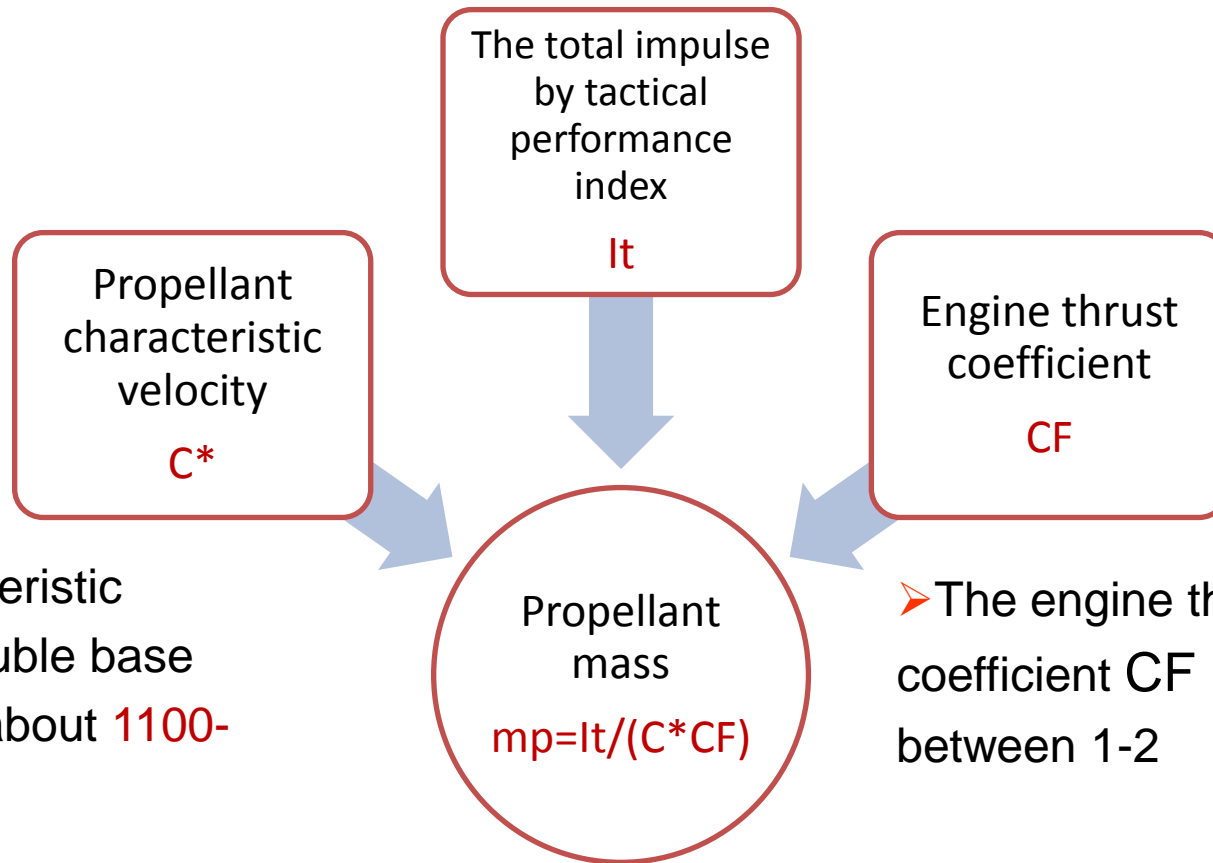 The total impulse
by tactical
performance
index
It
Propellant
characteristic
velocity
C*
Engine thrust
coefficient
CF
Propellant
mass
mp=It/(C*CF)
eristic
uble base
about 1100-
➢The engine th
coefficient CF
between 1-2